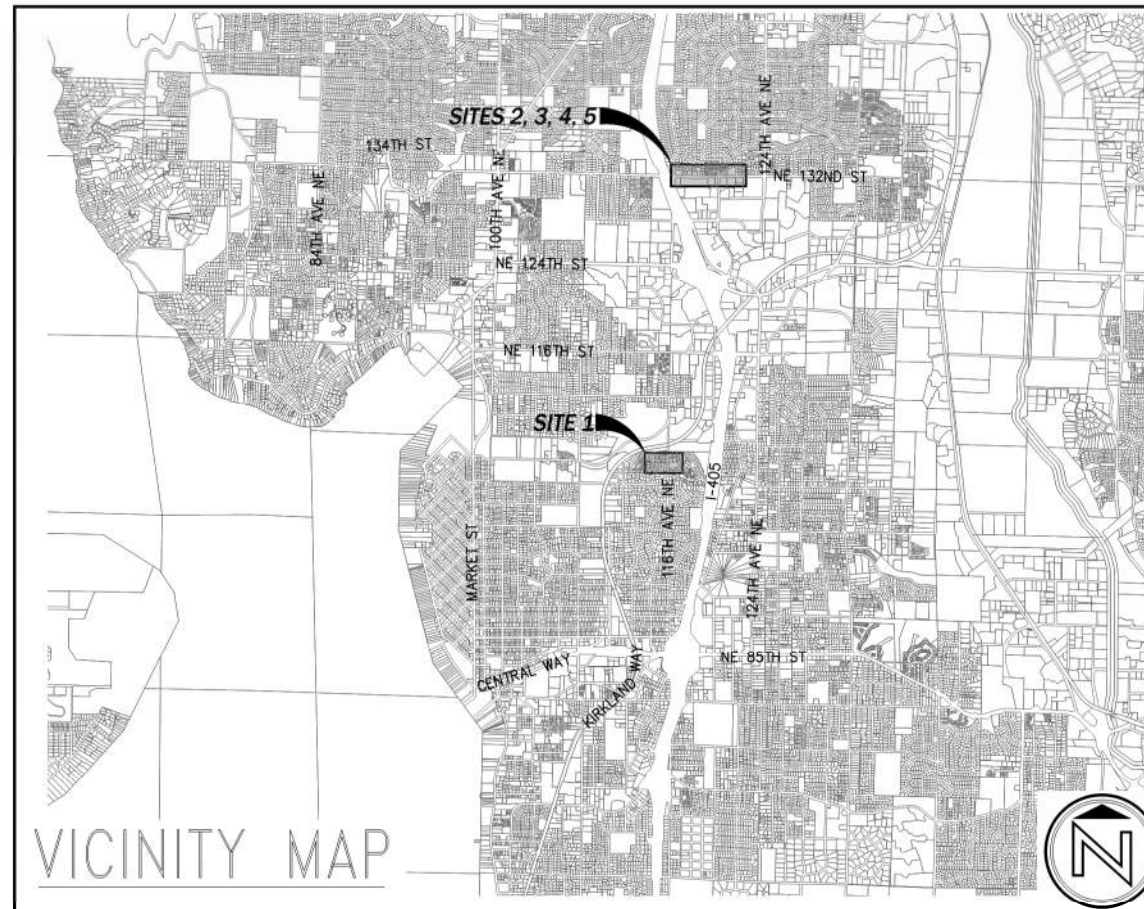 SITES 2, 3, 4, 5
134TH ST
124TH AVE NE
NE 132ND ST
100TH AVE NE
84TH AVE NE
NE 124TH ST
NE 116TH ST
SITE 1
I-405
116TH AVE NE
MARKET ST
124TH AVE NE
NE 85TH ST
CENTRAL WAY
KIRKLAND WAY
VICINITY MAP
N